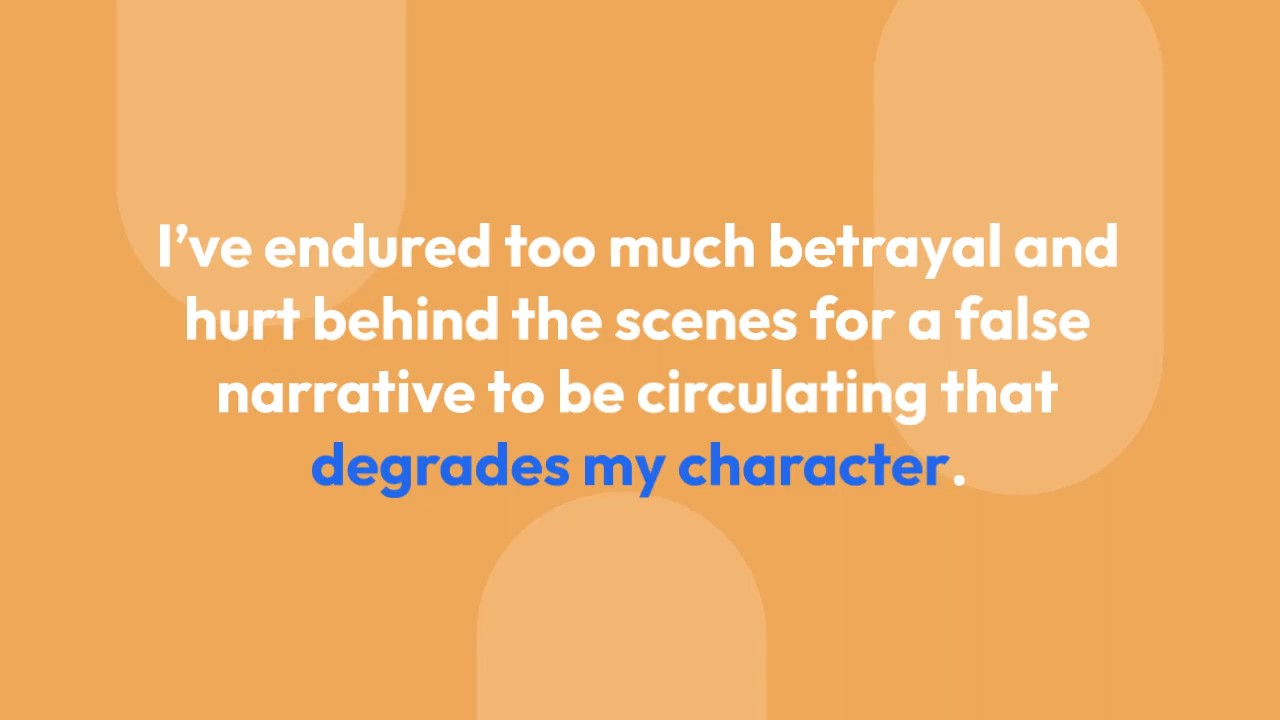 I’ve endured too much betrayal and
hurt behind the scenes for a false
narrative to be circulating that
degrades my character.